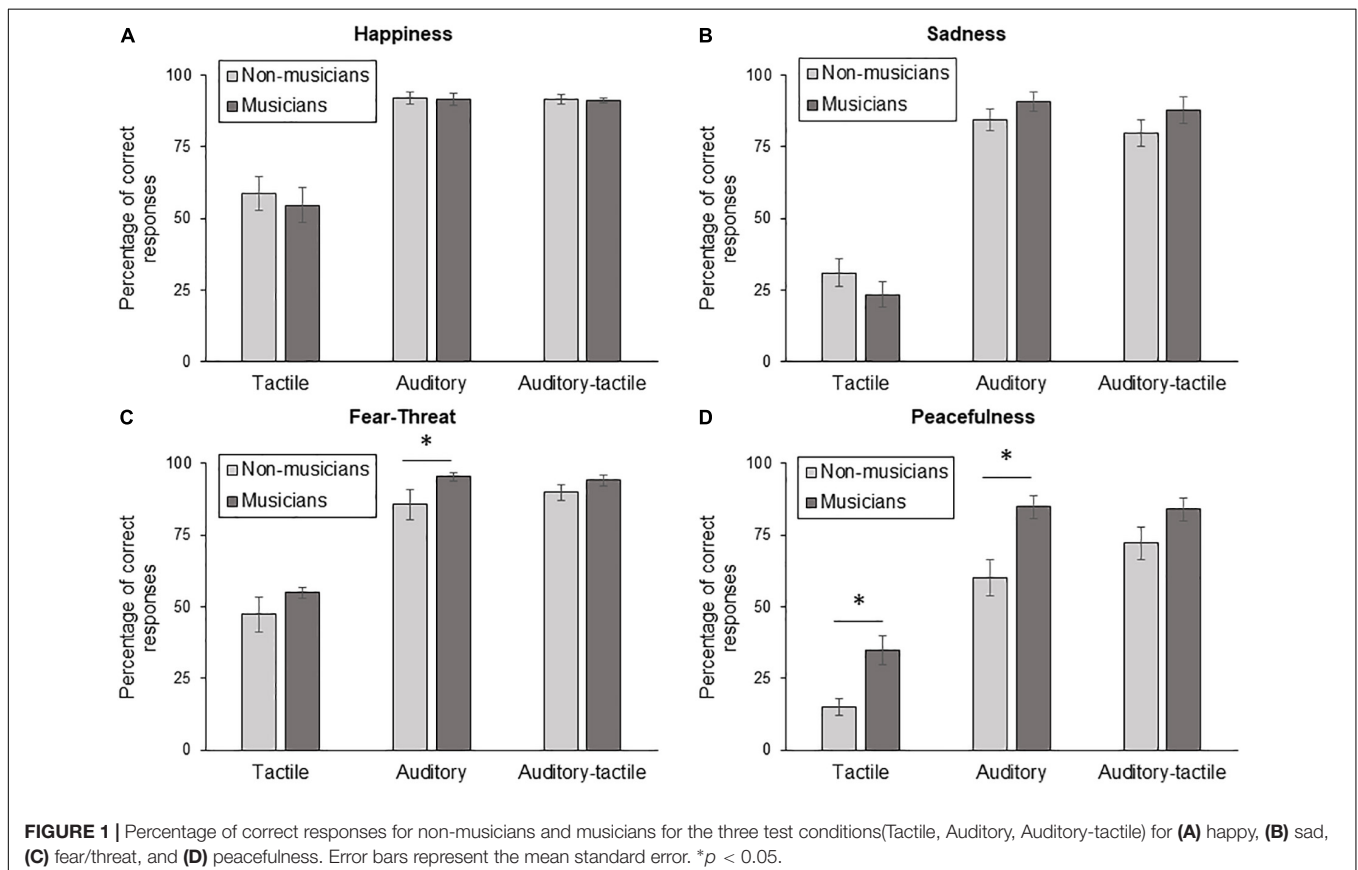 A
Happiness
Non-musicians
Musicians
Percentage of correct
responses
100
75
50
25
0
Tactile
Auditory
Auditory-tactile
B
Sadness
Non-musicians
Musicians
Percentage of correct
responses
100
75
50
25
0
Tactile
Auditory
Auditory-tactile
C
Fear-Threat
Non-musicians
Musicians
*
Percentage of correct
responses
100
75
50
25
0
Tactile
Auditory
Auditory-tactile
D
Peacefulness
Non-musicians
Musicians
*
*
Percentage of correct
responses
100
75
50
25
0
Tactile
Auditory
Auditory-tactile
FIGURE 1 | Percentage of correct responses for non-musicians and musicians for the three test conditions(Tactile, Auditory, Auditory-tactile) for (A) happy, (B) sad,
(C) fear/threat, and (D) peacefulness. Error bars represent the mean standard error. *p < 0.05.